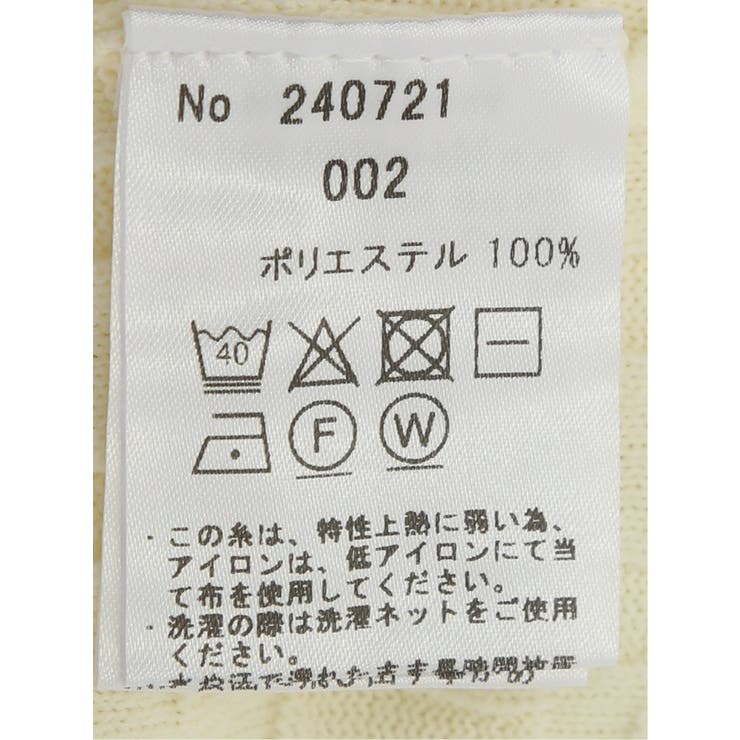 No 240721
002
ポリエステル 100%
40
F W
・この糸は、特性上熱に弱い為、
アイロンは、低アイロンにて当
て布を使用してください。
・洗濯の際は洗濯ネットをご使用
ください。